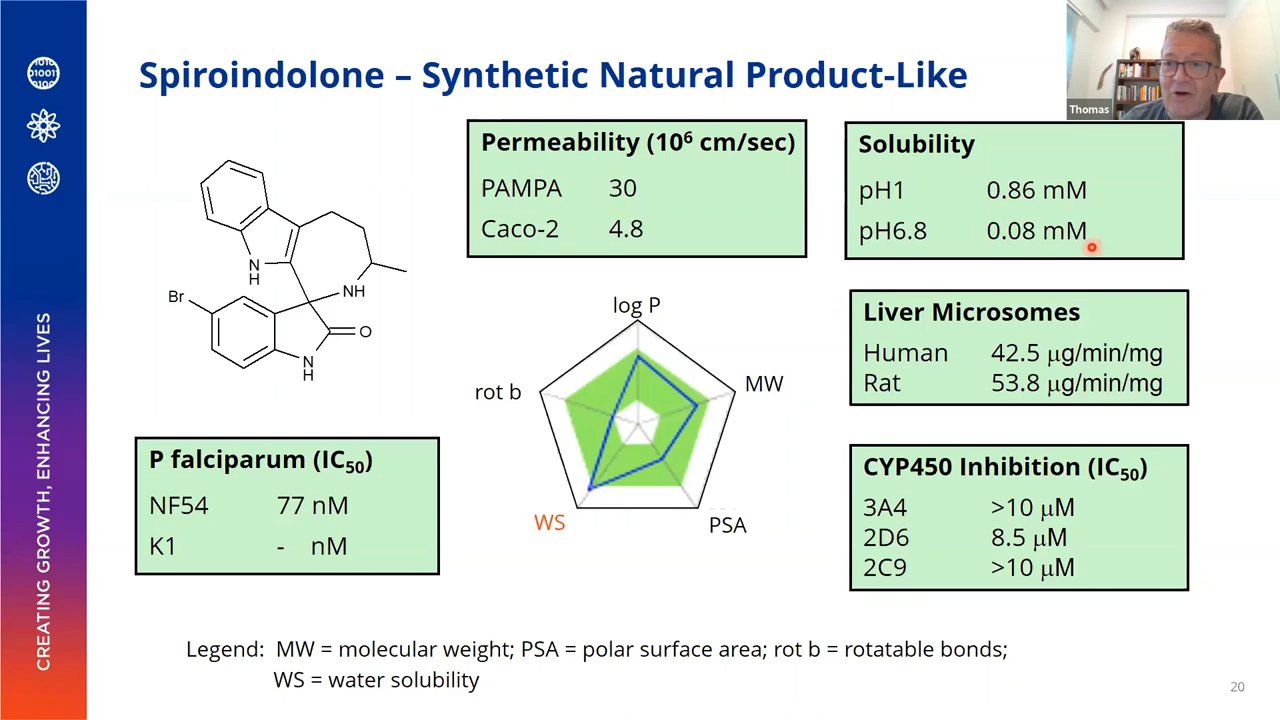 Spiroindolone – Synthetic Natural Product-Like
Thomas
Permeability (10⁶ cm/sec)
PAMPA 30
Caco-2 4.8
Solubility
pH1 0.86 mM
pH6.8 0.08 mM
N
H
NH
Br
O
N
H
Liver Microsomes
Human 42.5 µg/min/mg
Rat 53.8 µg/min/mg
log P
MW
PSA
WS
rot b
P falciparum (IC₅₀)
NF54 77 nM
K1 - nM
CYP450 Inhibition (IC₅₀)
3A4 >10 µM
2D6 8.5 µM
2C9 >10 µM
Legend: MW = molecular weight; PSA = polar surface area; rot b = rotatable bonds;
WS = water solubility
20
CREATING GROWTH, ENHANCING LIVES